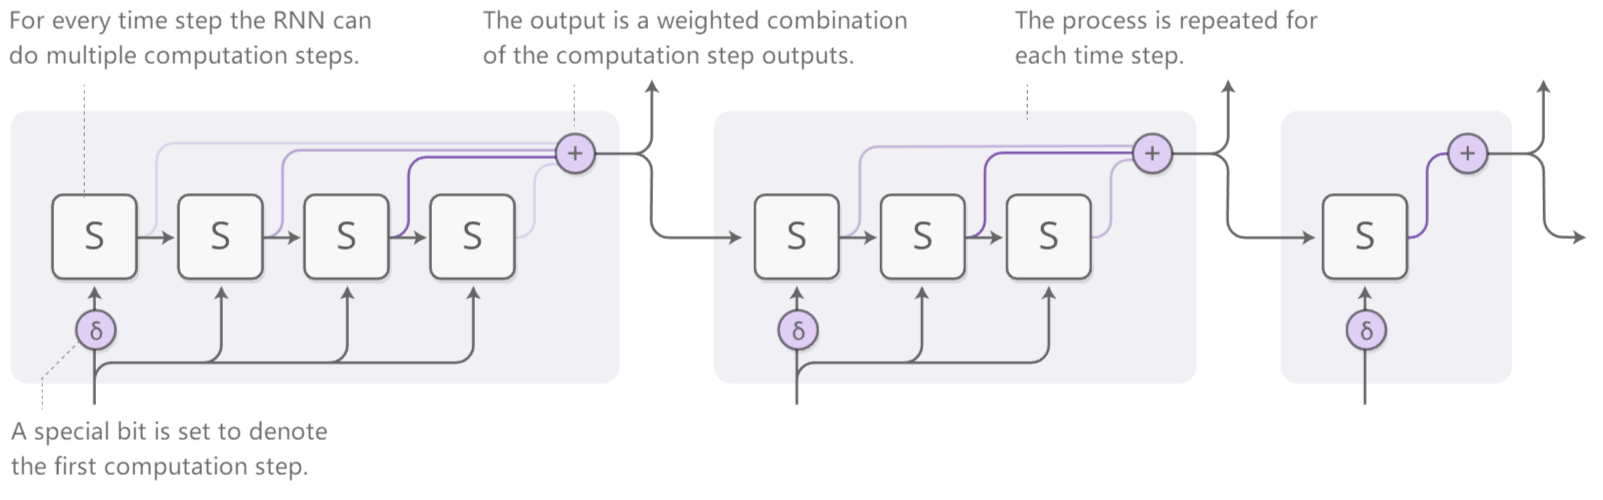 For every time step the RNN can
do multiple computation steps.
The output is a weighted combination
of the computation step outputs.
The process is repeated for
each time step.
+
+
+
S
S
S
S
S
S
S
S
δ
δ
δ
A special bit is set to denote
the first computation step.